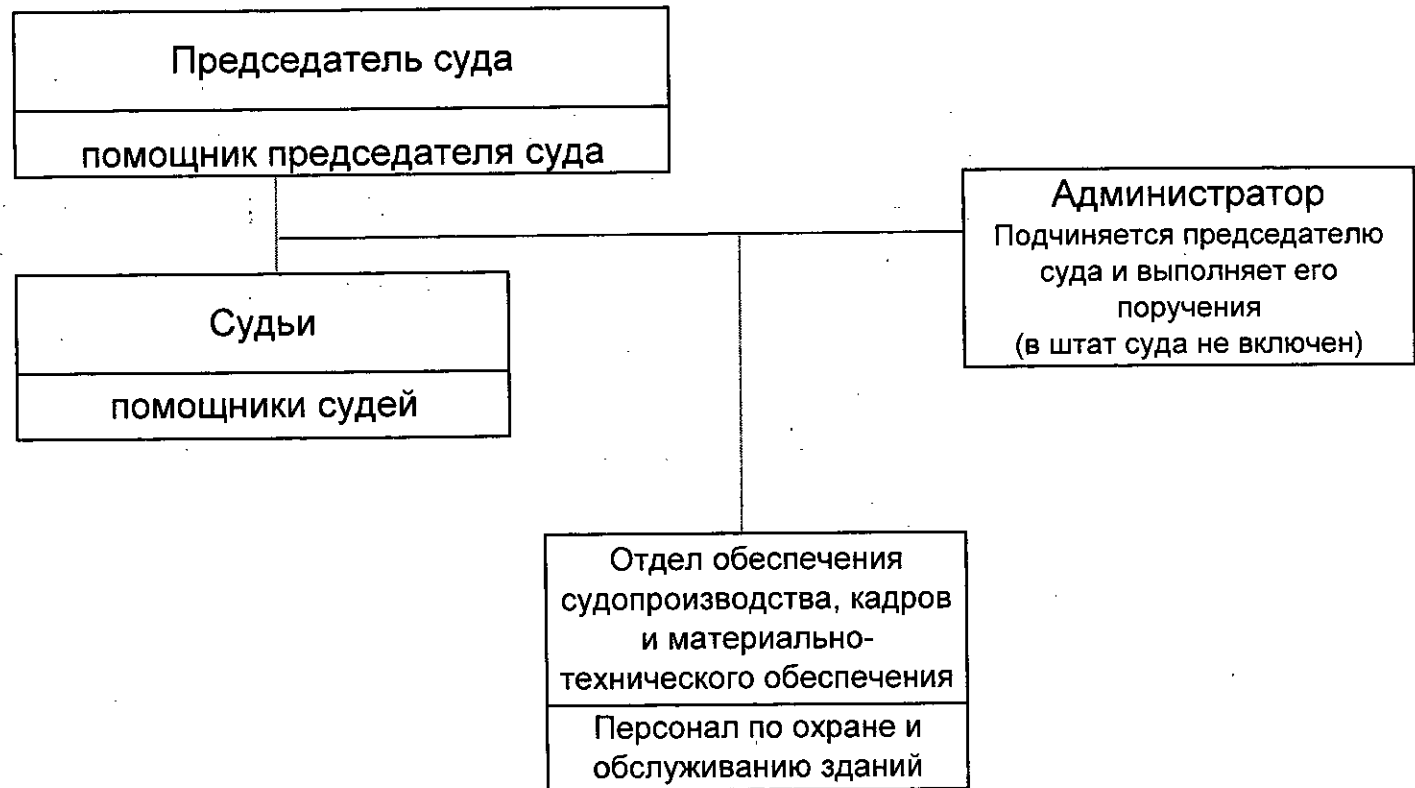 Председатель суда
помощник председателя суда
Администратор
Подчиняется председателю
суда и выполняет его
поручения
(в штат суда не включен)
Судьи
помощники судей
Отдел обеспечения
судопроизводства, кадров
и материально-
технического обеспечения
Персонал по охране и
обслуживанию зданий